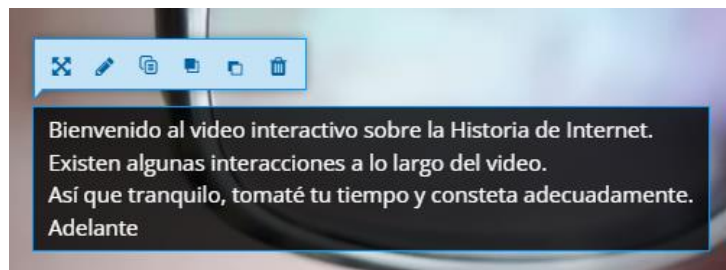 Bienvenido al video interactivo sobre la Historia de Internet.
Existen algunas interacciones a lo largo del video.
Así que tranquilo, tomaté tu tiempo y consteta adecuadamente.
Adelante